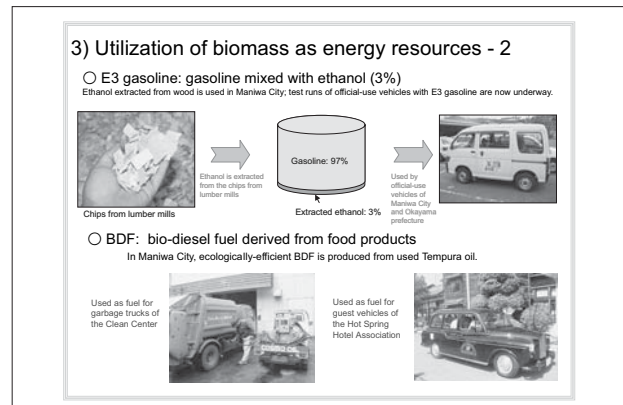 3) Utilization of biomass as energy resources - 2
○ E3 gasoline: gasoline mixed with ethanol (3%)
Ethanol extracted from wood is used in Maniwa City; test runs of official-use vehicles with E3 gasoline are now underway.
Chips from lumber mills
Ethanol is extracted
from the chips from
lumber mills
Gasoline: 97%
Extracted ethanol: 3%
Used by
official-use
vehicles of
Maniwa City
and Okayama
prefecture
○ BDF: bio-diesel fuel derived from food products
In Maniwa City, ecologically-efficient BDF is produced from used Tempura oil.
Used as fuel for
garbage trucks of
the Clean Center
Used as fuel for
guest vehicles of
the Hot Spring
Hotel Association